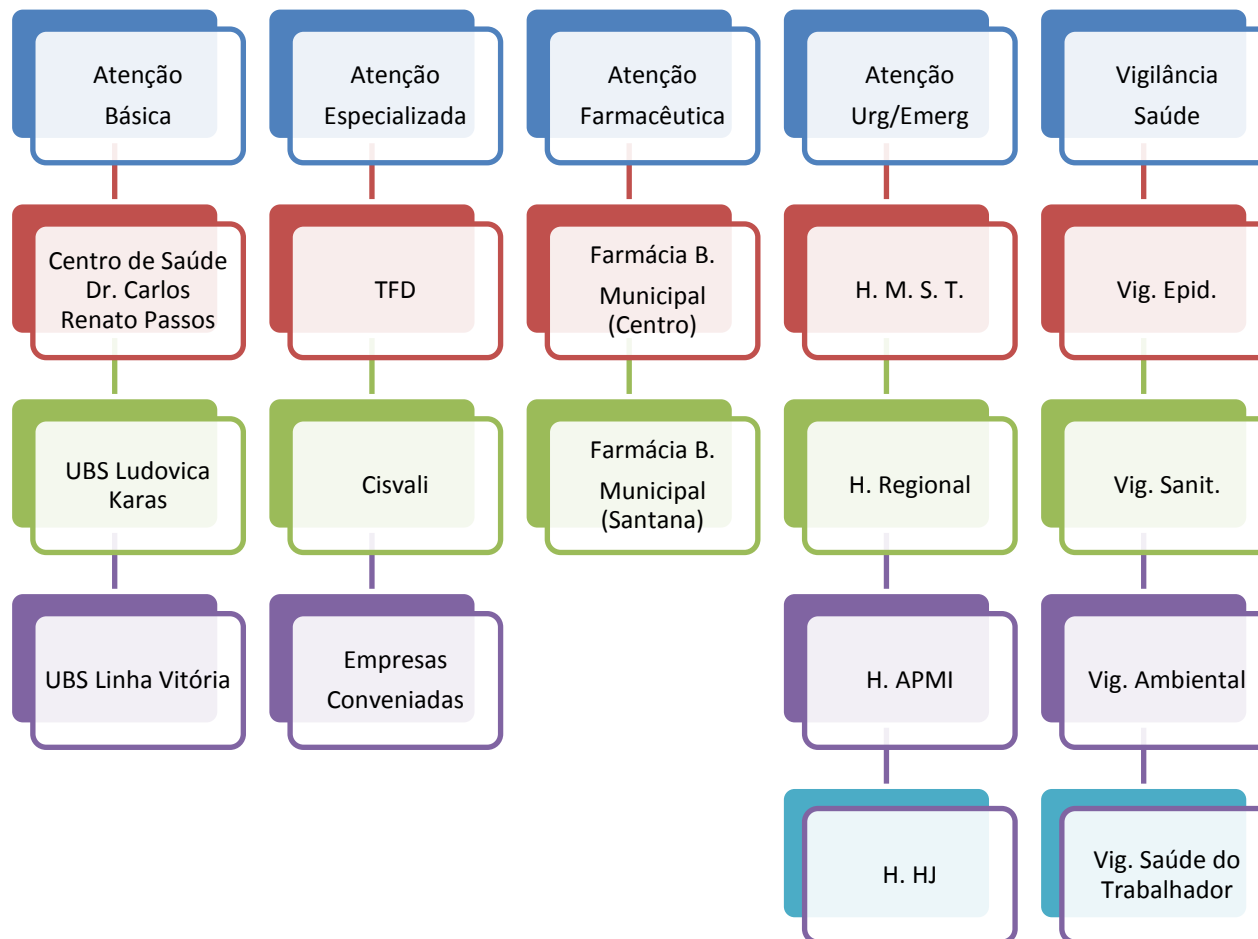 Atenção
Básica
Atenção
Especializada
Atenção
Farmacêutica
Atenção
Urg/Emerg
Vigilância
Saúde
Centro de Saúde
Dr. Carlos
Renato Passos
TFD
Farmácia B.
Municipal
(Centro)
H. M. S. T.
Vig. Epid.
UBS Ludovica
Karas
Cisvali
Farmácia B.
Municipal
(Santana)
H. Regional
Vig. Sanit.
UBS Linha Vitória
Empresas
Conveniadas
H. APMI
Vig. Ambiental
H. HJ
Vig. Saúde do
Trabalhador